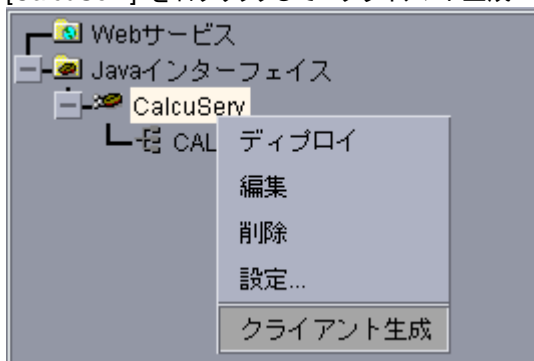 Webサービス
Javaインターフェイス
CalcuServ
CAL
ディプロイ
編集
削除
設定...
クライアント生成